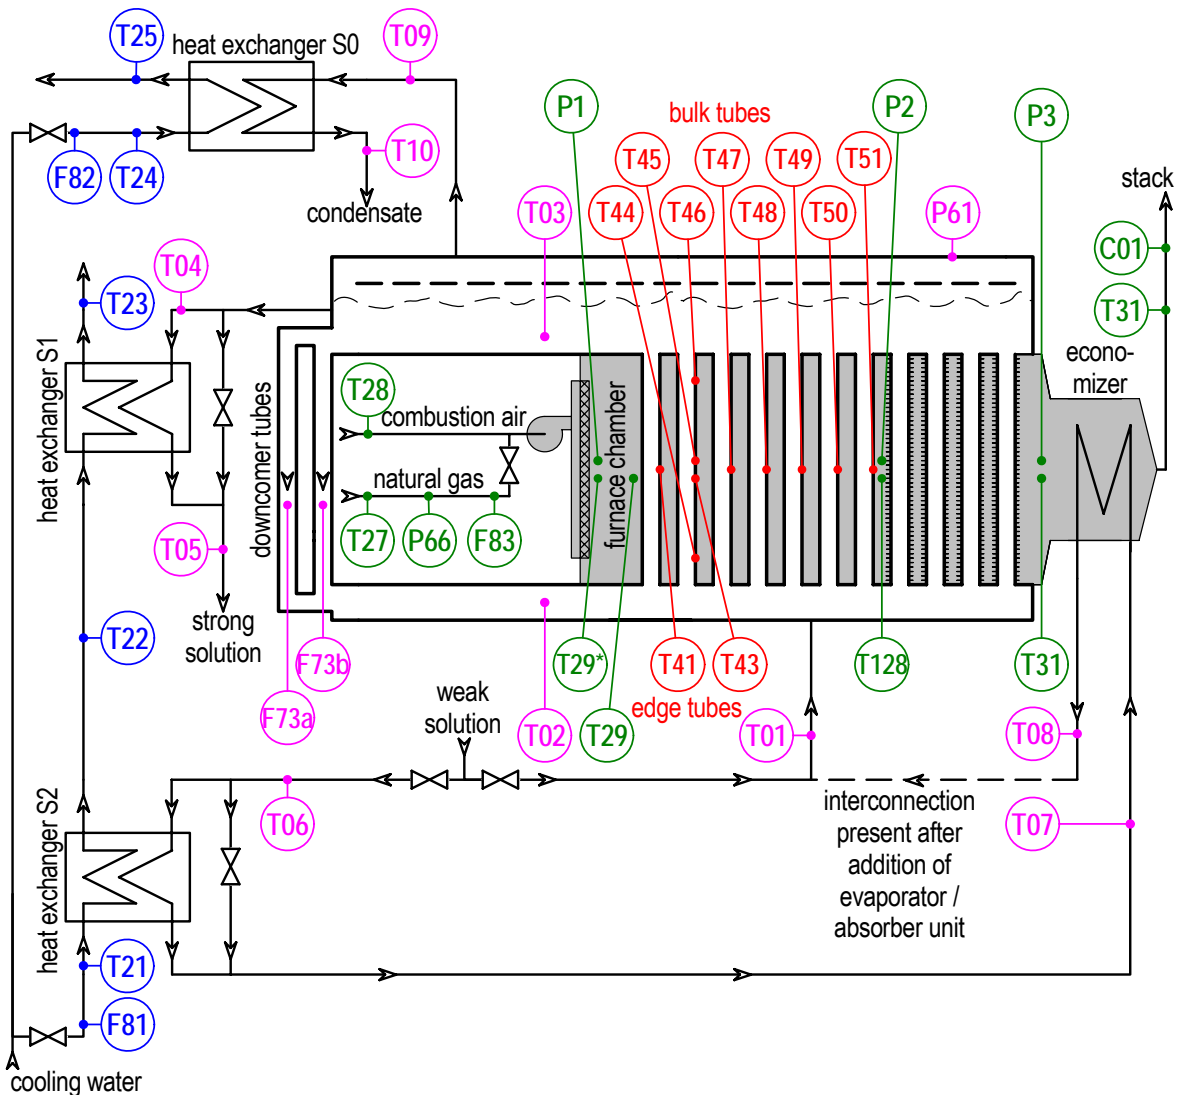 T25
heat exchanger S0
T09
F82
T24
T10
condensate
P1
bulk tubes
P2
P3
T45
T47
T49
T51
T03
T44
T46
T48
T50
P61
stack
C01
T31
T04
T23
heat exchanger S1
downcomer tubes
T28
combustion air
natural gas
T27
P66
F83
furnace chamber
econo-
mizer
T05
strong
solution
T22
F73b
F73a
T29*
T41
T43
T128
T31
edge tubes
T02
T29
T01
T08
weak
solution
T06
interconnection
present after
addition of
evaporator /
absorber unit
T07
heat exchanger S2
T21
F81
cooling water